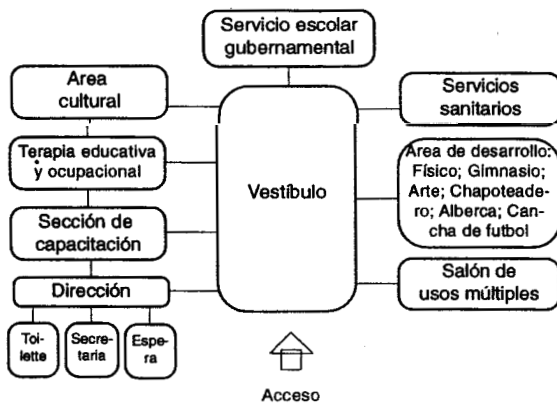 Servicio escolar
gubernamental
Area
cultural
Terapia educativa
y ocupacional
Sección de
capacitación
Dirección
Toi-
lette
Secre-
taria
Espe-
ra
Vestíbulo
Servicios
sanitarios
Area de desarrollo:
Físico; Gimnasio;
Arte; Chapoteade-
ro; Alberca; Can-
cha de futbol
Salón de
usos múltiples
Acceso